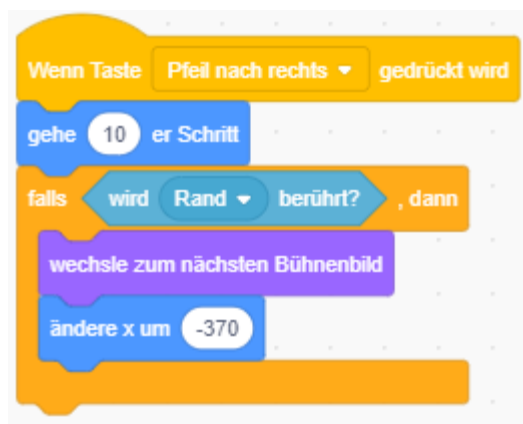 Wenn Taste Pfeil nach rechts gedrückt wird
gehe 10 er Schritt
falls wird Rand berührt? , dann
wechsle zum nächsten Bühnenbild
ändere x um -370